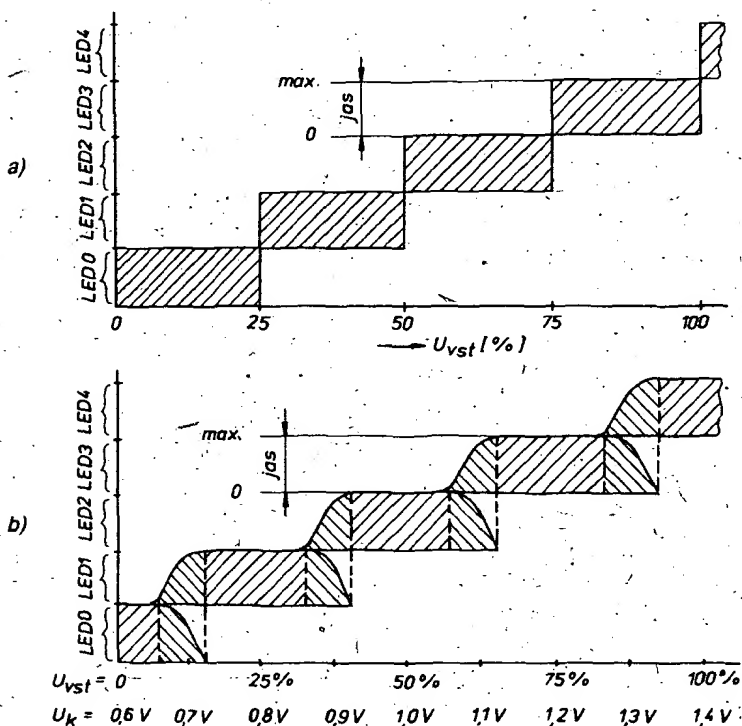 a)
LED4
LED3
LED2
LED1
LED0
max.
jas
0
0 25 50 75 100
U_vst [%]
b)
LED4
LED3
LED2
LED1
LED0
max.
jas
0
U_vst = 0 25% 50% 75% 100%
U_k = 0,6 V 0,7 V 0,8 V 0,9 V 1,0 V 1,1 V 1,2 V 1,3 V 1,4 V